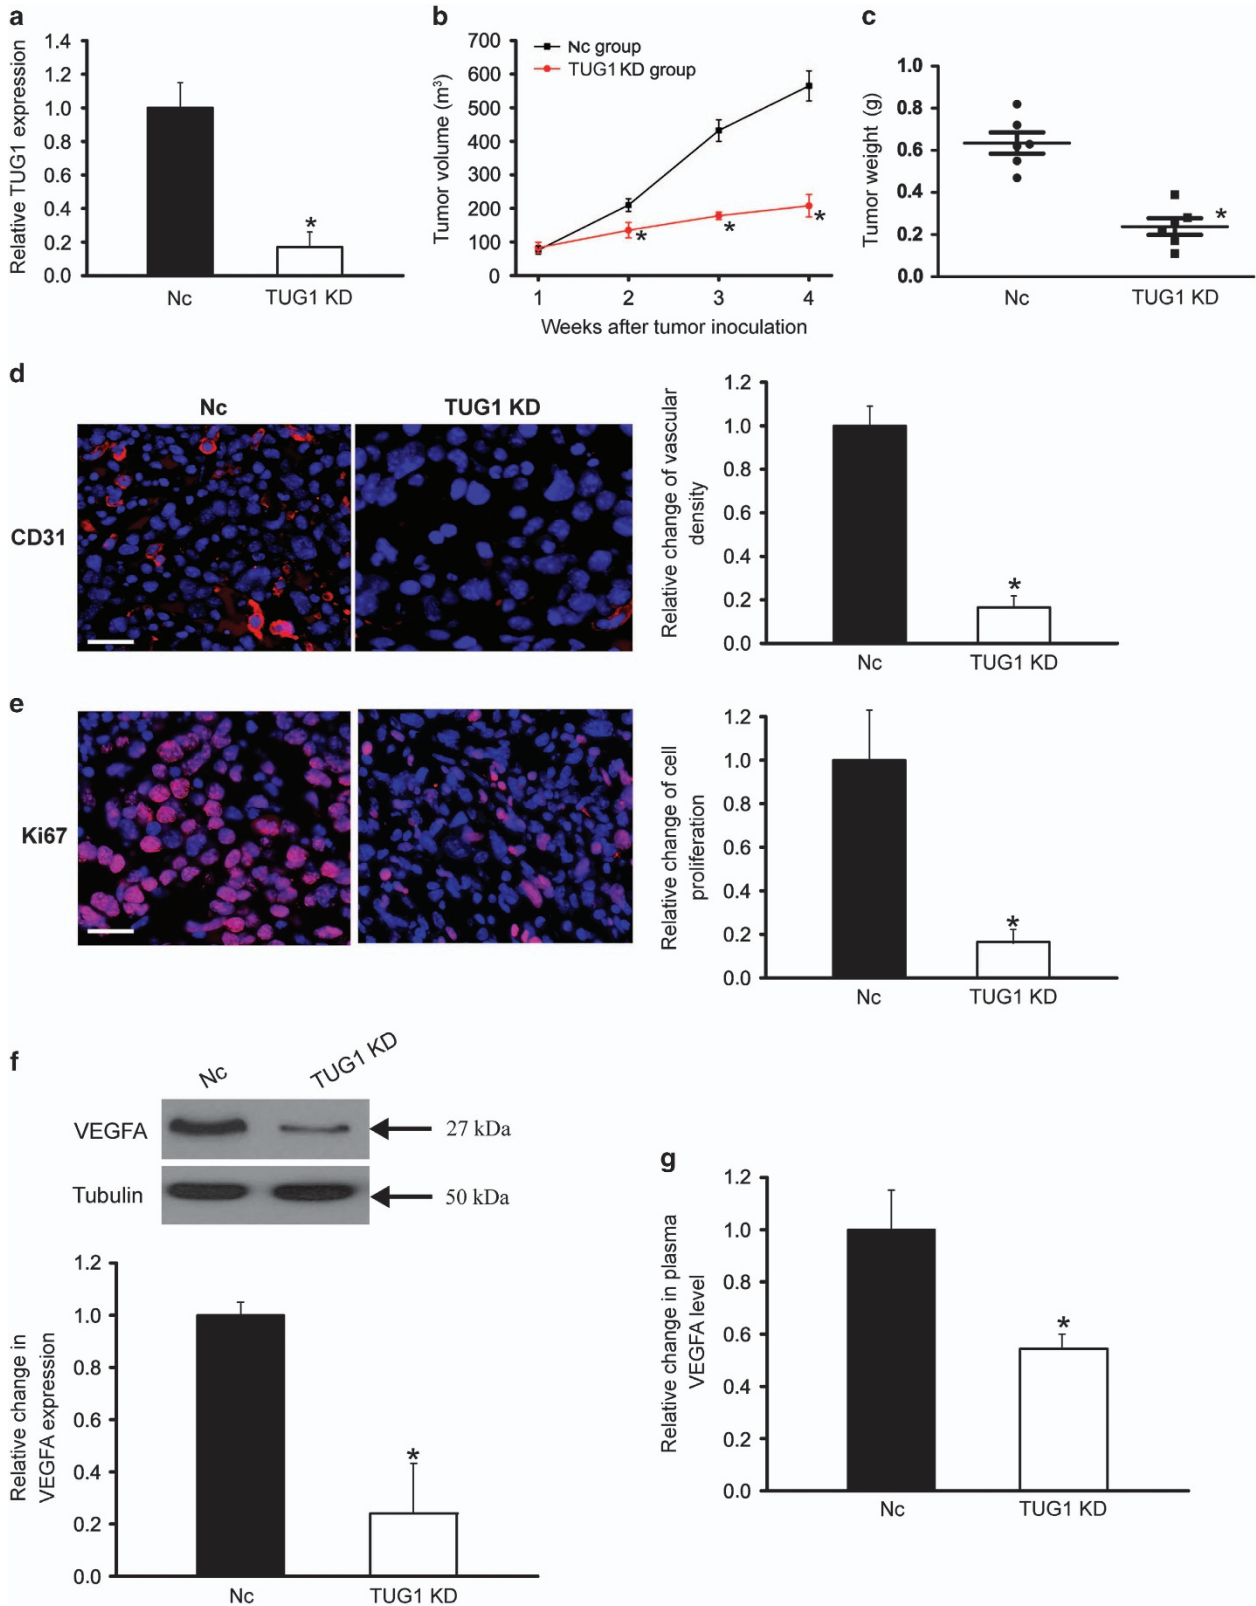 a
Relative TUG1 expression
1.4
1.2
1.0
0.8
0.6
0.4
0.2
0.0
*
Nc
TUG1 KD
b
Tumor volume (m³)
700
600
500
400
300
200
100
0
Nc group
TUG1 KD group
*
*
*
1
2
3
4
Weeks after tumor inoculation
c
Tumor weight (g)
1.0
0.8
0.6
0.4
0.2
0.0
*
Nc
TUG1 KD
d
Nc
TUG1 KD
CD31
Relative change of vascular
density
1.2
1.0
0.8
0.6
0.4
0.2
0.0
*
Nc
TUG1 KD
e
Ki67
Relative change of cell
proliferation
1.2
1.0
0.8
0.6
0.4
0.2
0.0
*
Nc
TUG1 KD
f
Nc
TUG1 KD
VEGFA
27 kDa
Tubulin
50 kDa
Relative change in
VEGFA expression
1.2
1.0
0.8
0.6
0.4
0.2
0.0
*
Nc
TUG1 KD
g
Relative change in plasma
VEGFA level
1.2
1.0
0.8
0.6
0.4
0.2
0.0
*
Nc
TUG1 KD